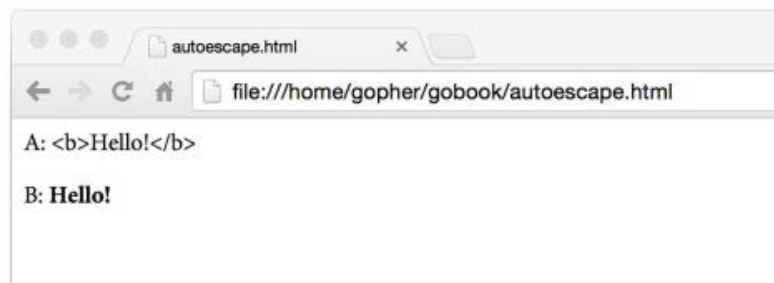 autoescape.html
file:///home/gopher/gobook/autoescape.html
A: <b>Hello!</b>
B: Hello!